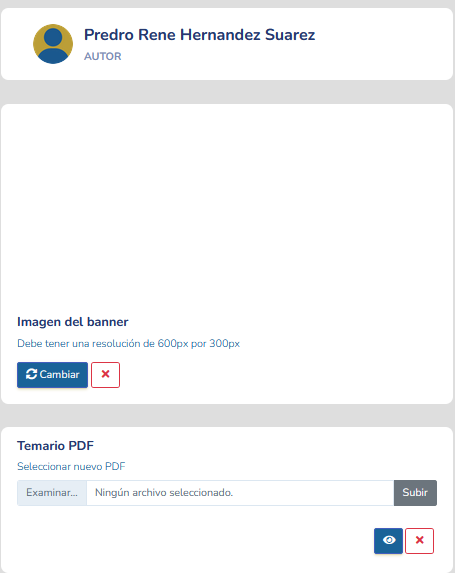 Predro Rene Hernandez Suarez
AUTOR
Imagen del banner
Debe tener una resolución de 600px por 300px
Cambiar
Temario PDF
Seleccionar nuevo PDF
Examinar... Ningún archivo seleccionado. Subir